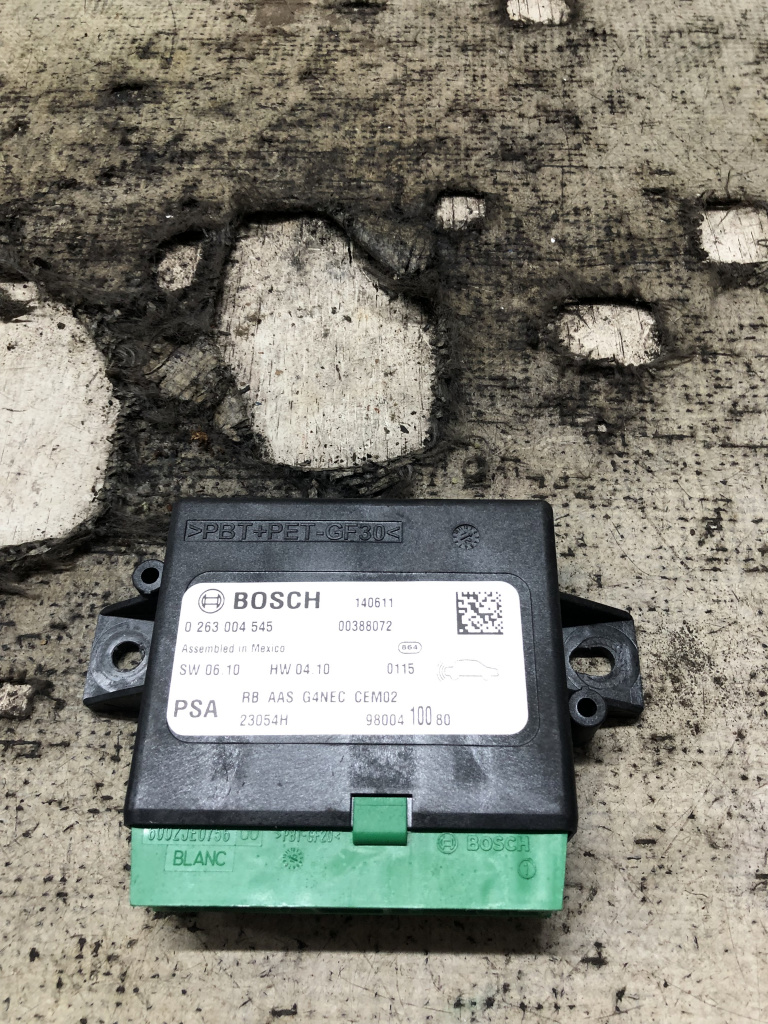 >PBT+PET-GF30<
BOSCH 140611
0 263 004 545 00388072
Assembled in Mexico 864
SW 06.10 HW 04.10 0115
RB AAS G4NEC CEM02
PSA
23054H 98004 100 80
>PBT-GF20<
BLANC
BOSCH
1